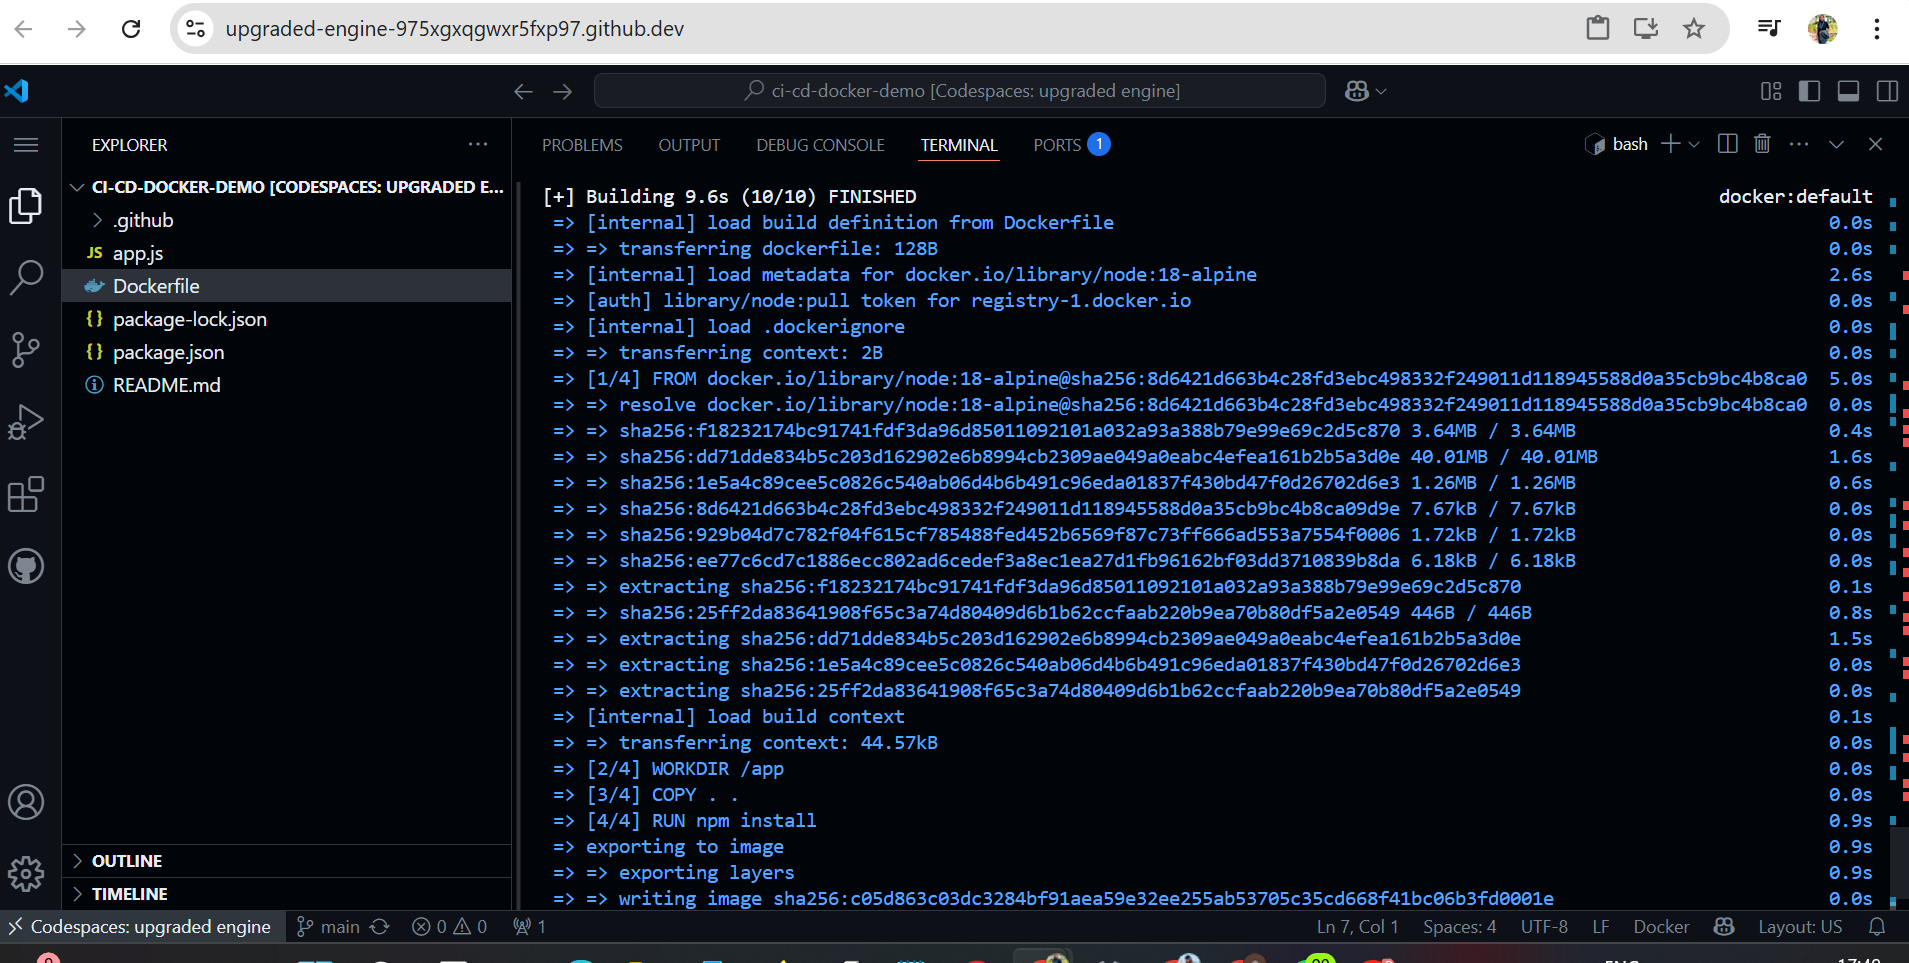 upgraded-engine-975xgxqgwxr5fxp97.github.dev
ci-cd-docker-demo [Codespaces: upgraded engine]
EXPLORER
CI-CD-DOCKER-DEMO [CODESPACES: UPGRADED E...
.github
JS app.js
Dockerfile
{} package-lock.json
{} package.json
README.md
OUTLINE
TIMELINE
PROBLEMS OUTPUT DEBUG CONSOLE TERMINAL PORTS 1
bash
[+] Building 9.6s (10/10) FINISHED docker:default
=> [internal] load build definition from Dockerfile 0.0s
=> => transferring dockerfile: 128B 0.0s
=> [internal] load metadata for docker.io/library/node:18-alpine 2.6s
=> [auth] library/node:pull token for registry-1.docker.io 0.0s
=> [internal] load .dockerignore 0.0s
=> => transferring context: 2B 0.0s
=> [1/4] FROM docker.io/library/node:18-alpine@sha256:8d6421d663b4c28fd3ebc498332f249011d118945588d0a35cb9bc4b8ca0 5.0s
=> => resolve docker.io/library/node:18-alpine@sha256:8d6421d663b4c28fd3ebc498332f249011d118945588d0a35cb9bc4b8ca0 0.0s
=> => sha256:f18232174bc91741fdf3da96d85011092101a032a93a388b79e99e69c2d5c870 3.64MB / 3.64MB 0.4s
=> => sha256:dd71dde834b5c203d162902e6b8994cb2309ae049a0eabc4efea161b2b5a3d0e 40.01MB / 40.01MB 1.6s
=> => sha256:1e5a4c89cee5c0826c540ab06d4b6b491c96eda01837f430bd47f0d26702d6e3 1.26MB / 1.26MB 0.6s
=> => sha256:8d6421d663b4c28fd3ebc498332f249011d118945588d0a35cb9bc4b8ca09d9e 7.67kB / 7.67kB 0.0s
=> => sha256:929b04d7c782f04f615cf785488fed452b6569f87c73ff666ad553a7554f0006 1.72kB / 1.72kB 0.0s
=> => sha256:ee77c6cd7c1886ecc802ad6cedef3a8ec1ea27d1fb96162bf03dd3710839b8da 6.18kB / 6.18kB 0.0s
=> => extracting sha256:f18232174bc91741fdf3da96d85011092101a032a93a388b79e99e69c2d5c870 0.1s
=> => sha256:25ff2da83641908f65c3a74d80409d6b1b62ccfaab220b9ea70b80df5a2e0549 446B / 446B 0.8s
=> => extracting sha256:dd71dde834b5c203d162902e6b8994cb2309ae049a0eabc4efea161b2b5a3d0e 1.5s
=> => extracting sha256:1e5a4c89cee5c0826c540ab06d4b6b491c96eda01837f430bd47f0d26702d6e3 0.0s
=> => extracting sha256:25ff2da83641908f65c3a74d80409d6b1b62ccfaab220b9ea70b80df5a2e0549 0.0s
=> [internal] load build context 0.1s
=> => transferring context: 44.57kB 0.0s
=> [2/4] WORKDIR /app 0.0s
=> [3/4] COPY . . 0.0s
=> [4/4] RUN npm install 0.9s
=> exporting to image 0.9s
=> => exporting layers 0.9s
=> => writing image sha256:c05d863c03dc3284bf91aea59e32ee255ab53705c35cd668f41bc06b3fd0001e 0.0s
Codespaces: upgraded engine main 0 0 1 Ln 7, Col 1 Spaces: 4 UTF-8 LF Docker Layout: US